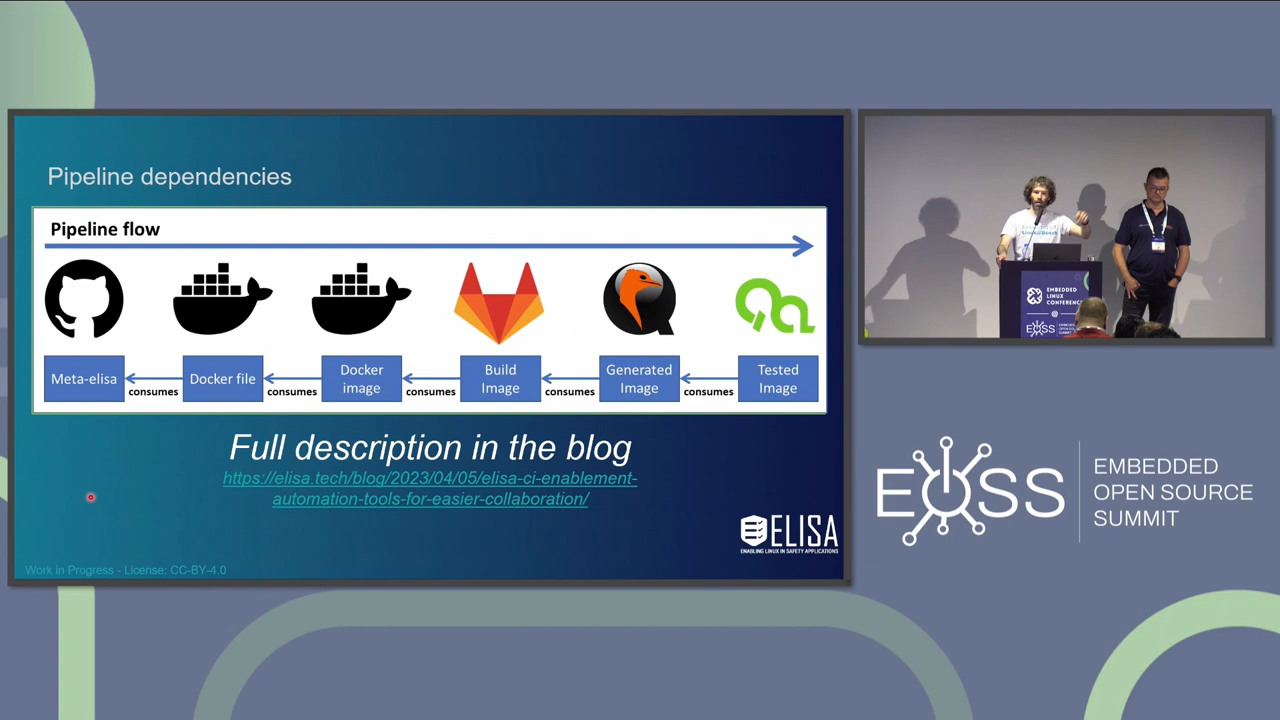 Pipeline dependencies
Pipeline flow
Meta-elisa
consumes
Docker file
consumes
Docker
image
consumes
Build
Image
consumes
Generated
Image
consumes
Tested
Image
Full description in the blog
https://elisa.tech/blog/2023/04/05/elisa-ci-enablement-
automation-tools-for-easier-collaboration/
ELISA
ENABLING LINUX IN SAFETY APPLICATIONS
Work in Progress - License: CC-BY-4.0
EMBEDDED
LINUX
CONFERENCE
EOSS
EOSS
EMBEDDED
OPEN SOURCE
SUMMIT